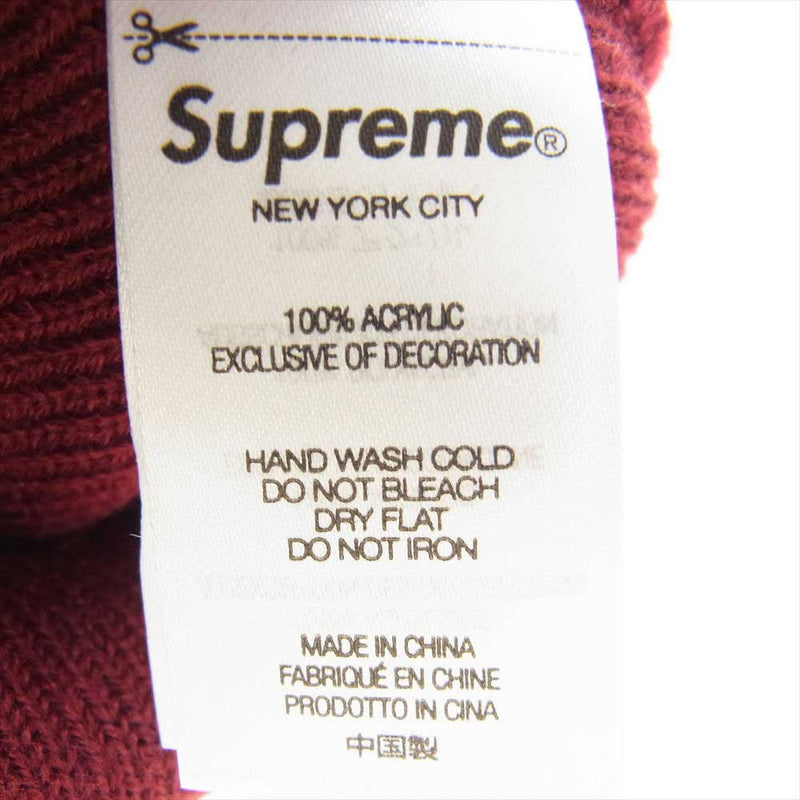 Supreme®
NEW YORK CITY
100% ACRYLIC
EXCLUSIVE OF DECORATION
HAND WASH COLD
DO NOT BLEACH
DRY FLAT
DO NOT IRON
MADE IN CHINA
FABRIQUÉ EN CHINE
PRODOTTO IN CINA
中国製